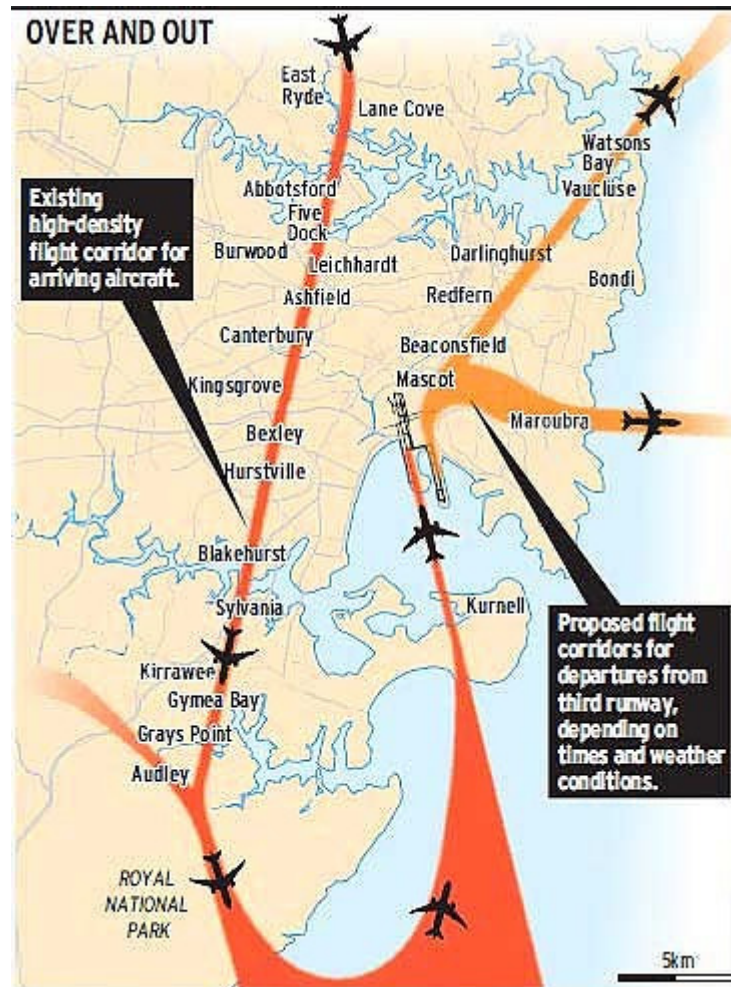 OVER AND OUT
East
Ryde
Lane Cove
Watsons
Bay
Vaucluse
Existing
high-density
flight corridor for
arriving aircraft.
Abbotsford
Five
Dock
Burwood
Leichhardt
Darlinghurst
Bondi
Ashfield
Redfern
Canterbury
Beaconsfield
Mascot
Kingsgrove
Maroubra
Bexley
Hurstville
Blakehurst
Sylvania
Kurnell
Proposed flight
corridors for
departures from
third runway,
depending on
times and weather
conditions.
Kirrawee
Gymea Bay
Grays Point
Audley
ROYAL
NATIONAL
PARK
5km